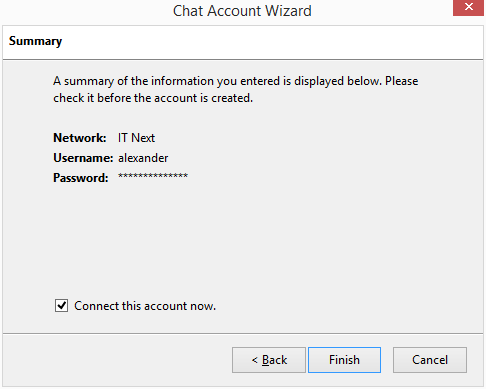 Chat Account Wizard
Summary
A summary of the information you entered is displayed below. Please
check it before the account is created.
Network: IT Next
Username: alexander
Password: **************
Connect this account now.
< Back Finish Cancel